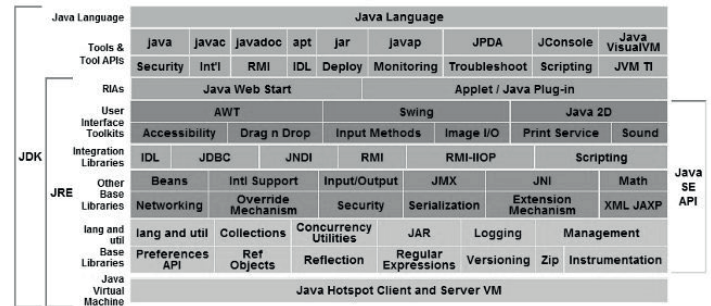 Java Language Java Language
Tools & Tool APIs
java javac javadoc apt jar javap JPDA JConsole Java VisualVM
Security Int'l RMI IDL Deploy Monitoring Troubleshoot Scripting JVM TI
RIAs Java Web Start Applet / Java Plug-in
User Interface Toolkits
AWT Swing Java 2D
Accessibility Drag n Drop Input Methods Image I/O Print Service Sound
Integration Libraries
IDL JDBC JNDI RMI RMI-IIOP Scripting
JDK
JRE
Java SE API
Other Base Libraries
Beans Intl Support Input/Output JMX JNI Math
Networking Override Mechanism Security Serialization Extension Mechanism XML JAXP
lang and util Base Libraries
lang and util Collections Concurrency Utilities JAR Logging Management
Preferences API Ref Objects Reflection Regular Expressions Versioning Zip Instrumentation
Java Virtual Machine
Java Hotspot Client and Server VM